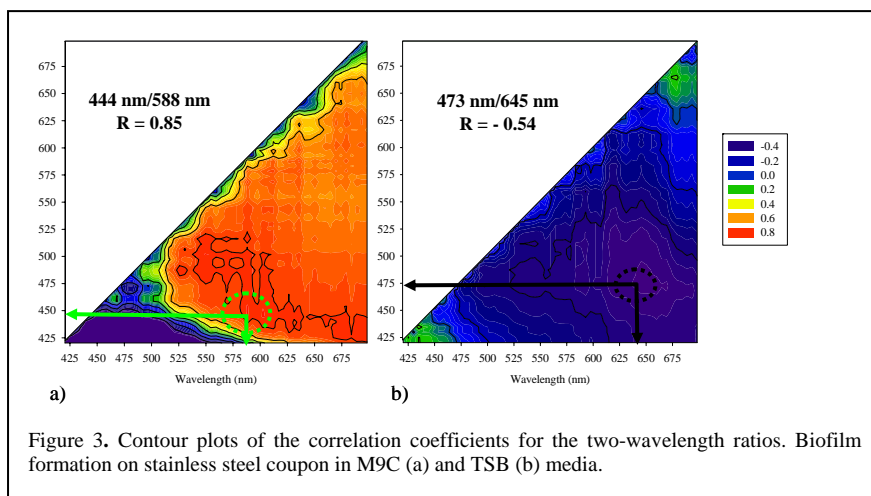 444 nm/588 nm
R = 0.85
675
650
625
600
575
550
525
500
475
450
425
425 450 475 500 525 550 575 600 625 650 675
Wavelength (nm)
a)
473 nm/645 nm
R = - 0.54
675
650
625
600
575
550
525
500
475
450
425
425 450 475 500 525 550 575 600 625 650 675
Wavelength (nm)
b)
-0.4
-0.2
0.0
0.2
0.4
0.6
0.8
Figure 3. Contour plots of the correlation coefficients for the two-wavelength ratios. Biofilm
formation on stainless steel coupon in M9C (a) and TSB (b) media.